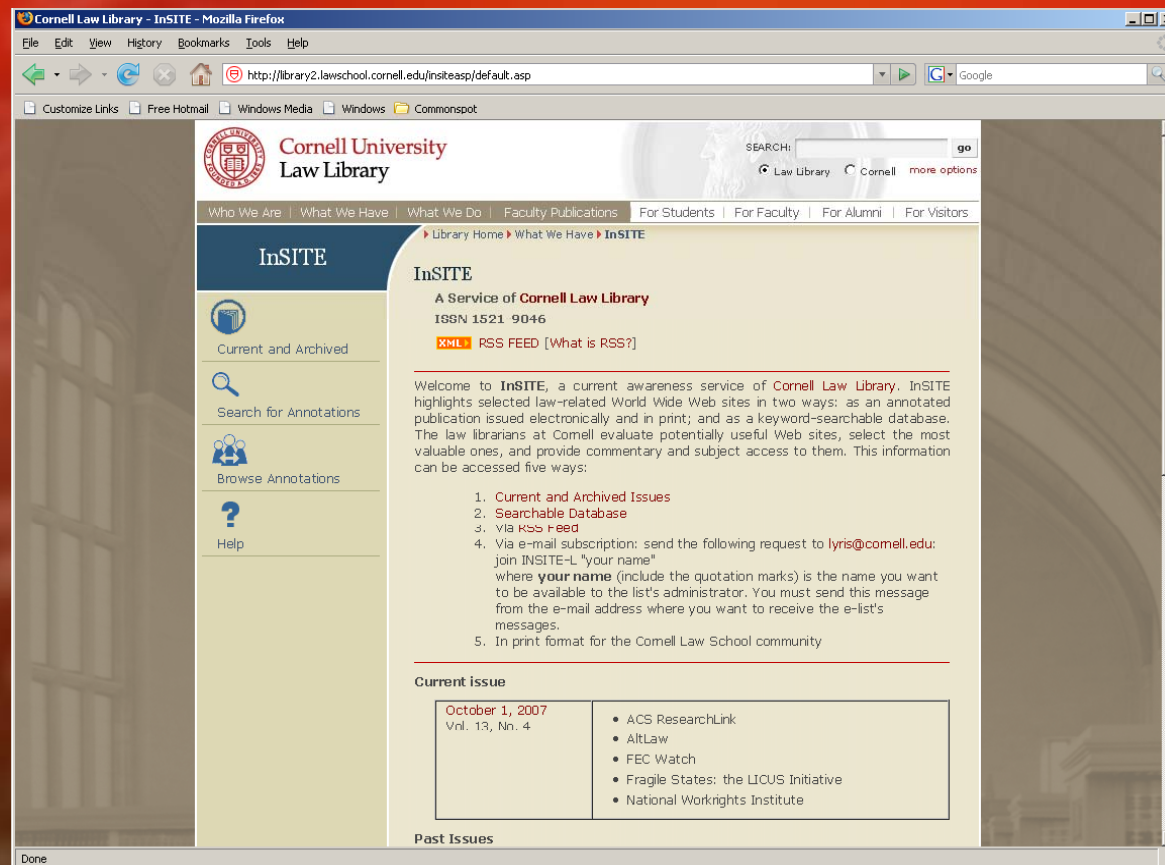 Cornell Law Library - InSITE - Mozilla Firefox
File Edit View History Bookmarks Tools Help
http://library2.lawschool.cornell.edu/insiteasp/default.asp
G Google
Customize Links Free Hotmail Windows Media Windows Commonspot
Cornell University
Law Library
SEARCH: go
Law Library Cornell more options
Who We Are | What We Have | What We Do | Faculty Publications For Students | For Faculty | For Alumni | For Visitors
Library Home What We Have InSITE
InSITE
Current and Archived
Search for Annotations
Browse Annotations
?
Help
InSITE
A Service of Cornell Law Library
ISSN 1521-9046
XML RSS FEED [What is RSS?]
Welcome to InSITE, a current awareness service of Cornell Law Library. InSITE
highlights selected law-related World Wide Web sites in two ways: as an annotated
publication issued electronically and in print; and as a keyword-searchable database.
The law librarians at Cornell evaluate potentially useful Web sites, select the most
valuable ones, and provide commentary and subject access to them. This information
can be accessed five ways:
1. Current and Archived Issues
2. Searchable Database
3. Via RSS Feed
4. Via e-mail subscription: send the following request to lyris@cornell.edu:
join INSITE-L "your name"
where your name (include the quotation marks) is the name you want
to be available to the list's administrator. You must send this message
from the e-mail address where you want to receive the e-list's
messages.
5. In print format for the Cornell Law School community
Current issue
October 1, 2007
Vol. 13, No. 4
• ACS ResearchLink
• AltLaw
• FEC Watch
• Fragile States: the LICUS Initiative
• National Workrights Institute
Past Issues
Done